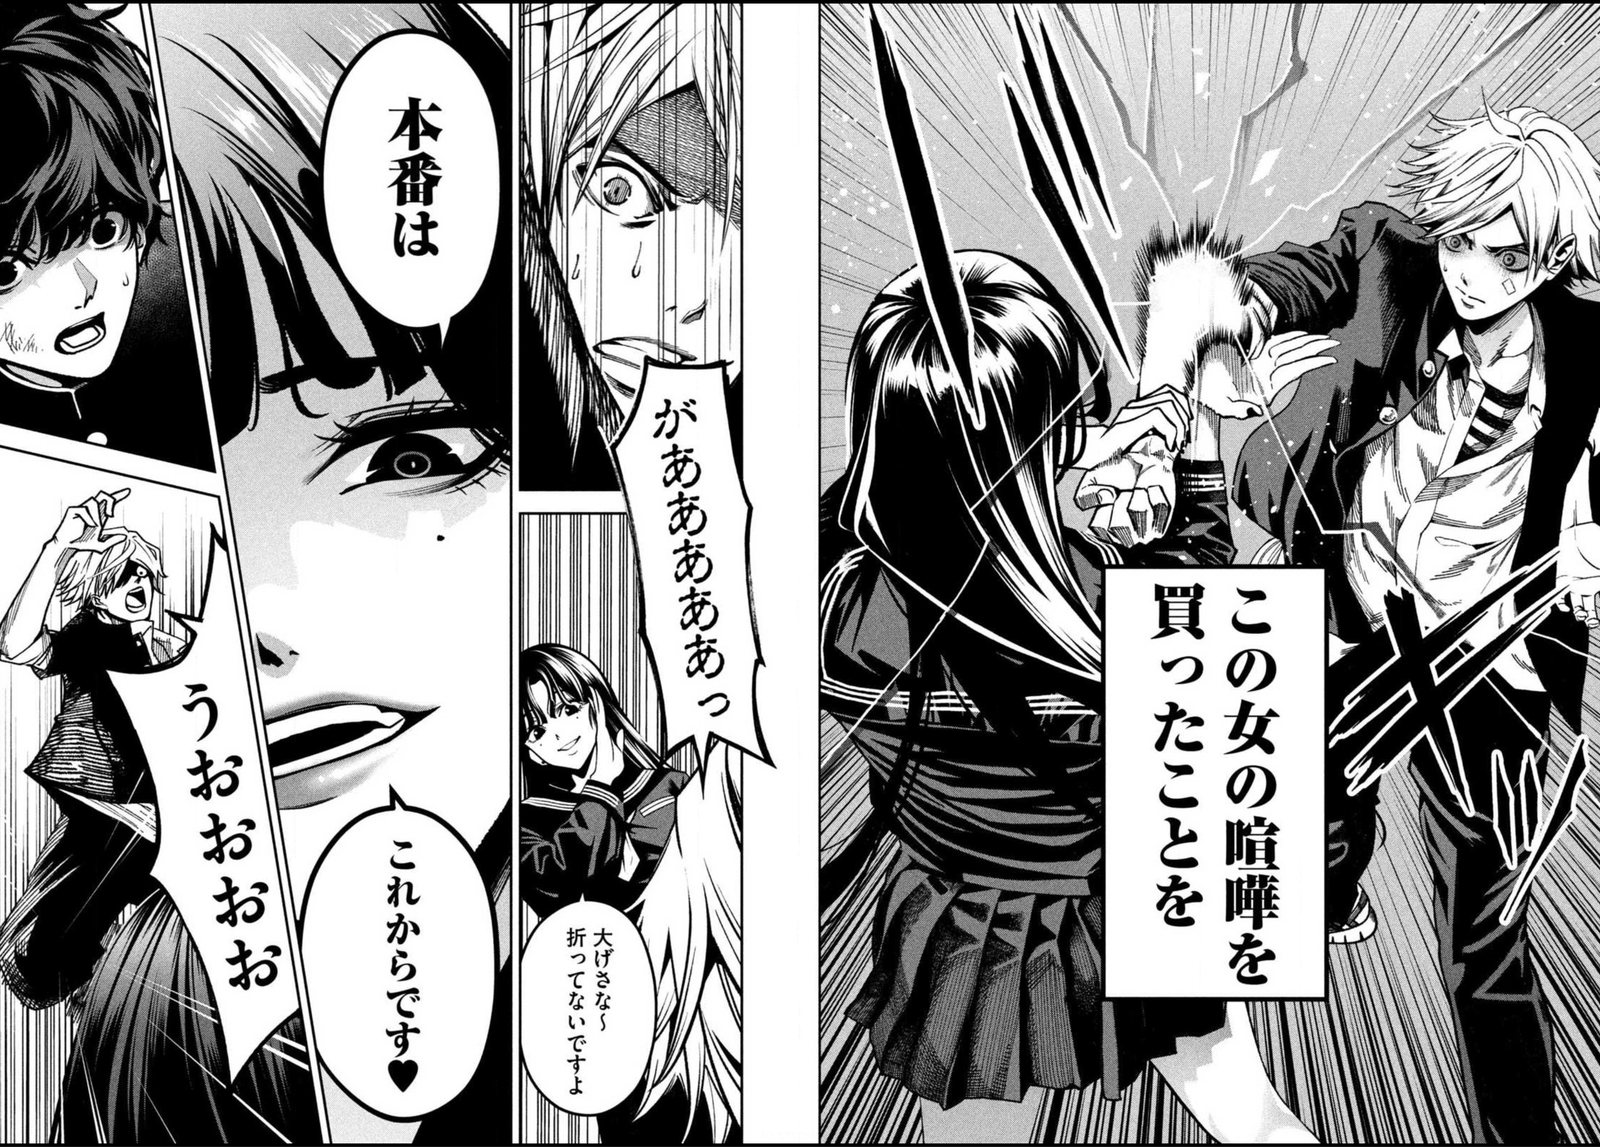 この女の喧嘩を
買ったことを
がああああああっ
大げさな～
折ってないですよ
本番は
これからです♥
うおおおおお